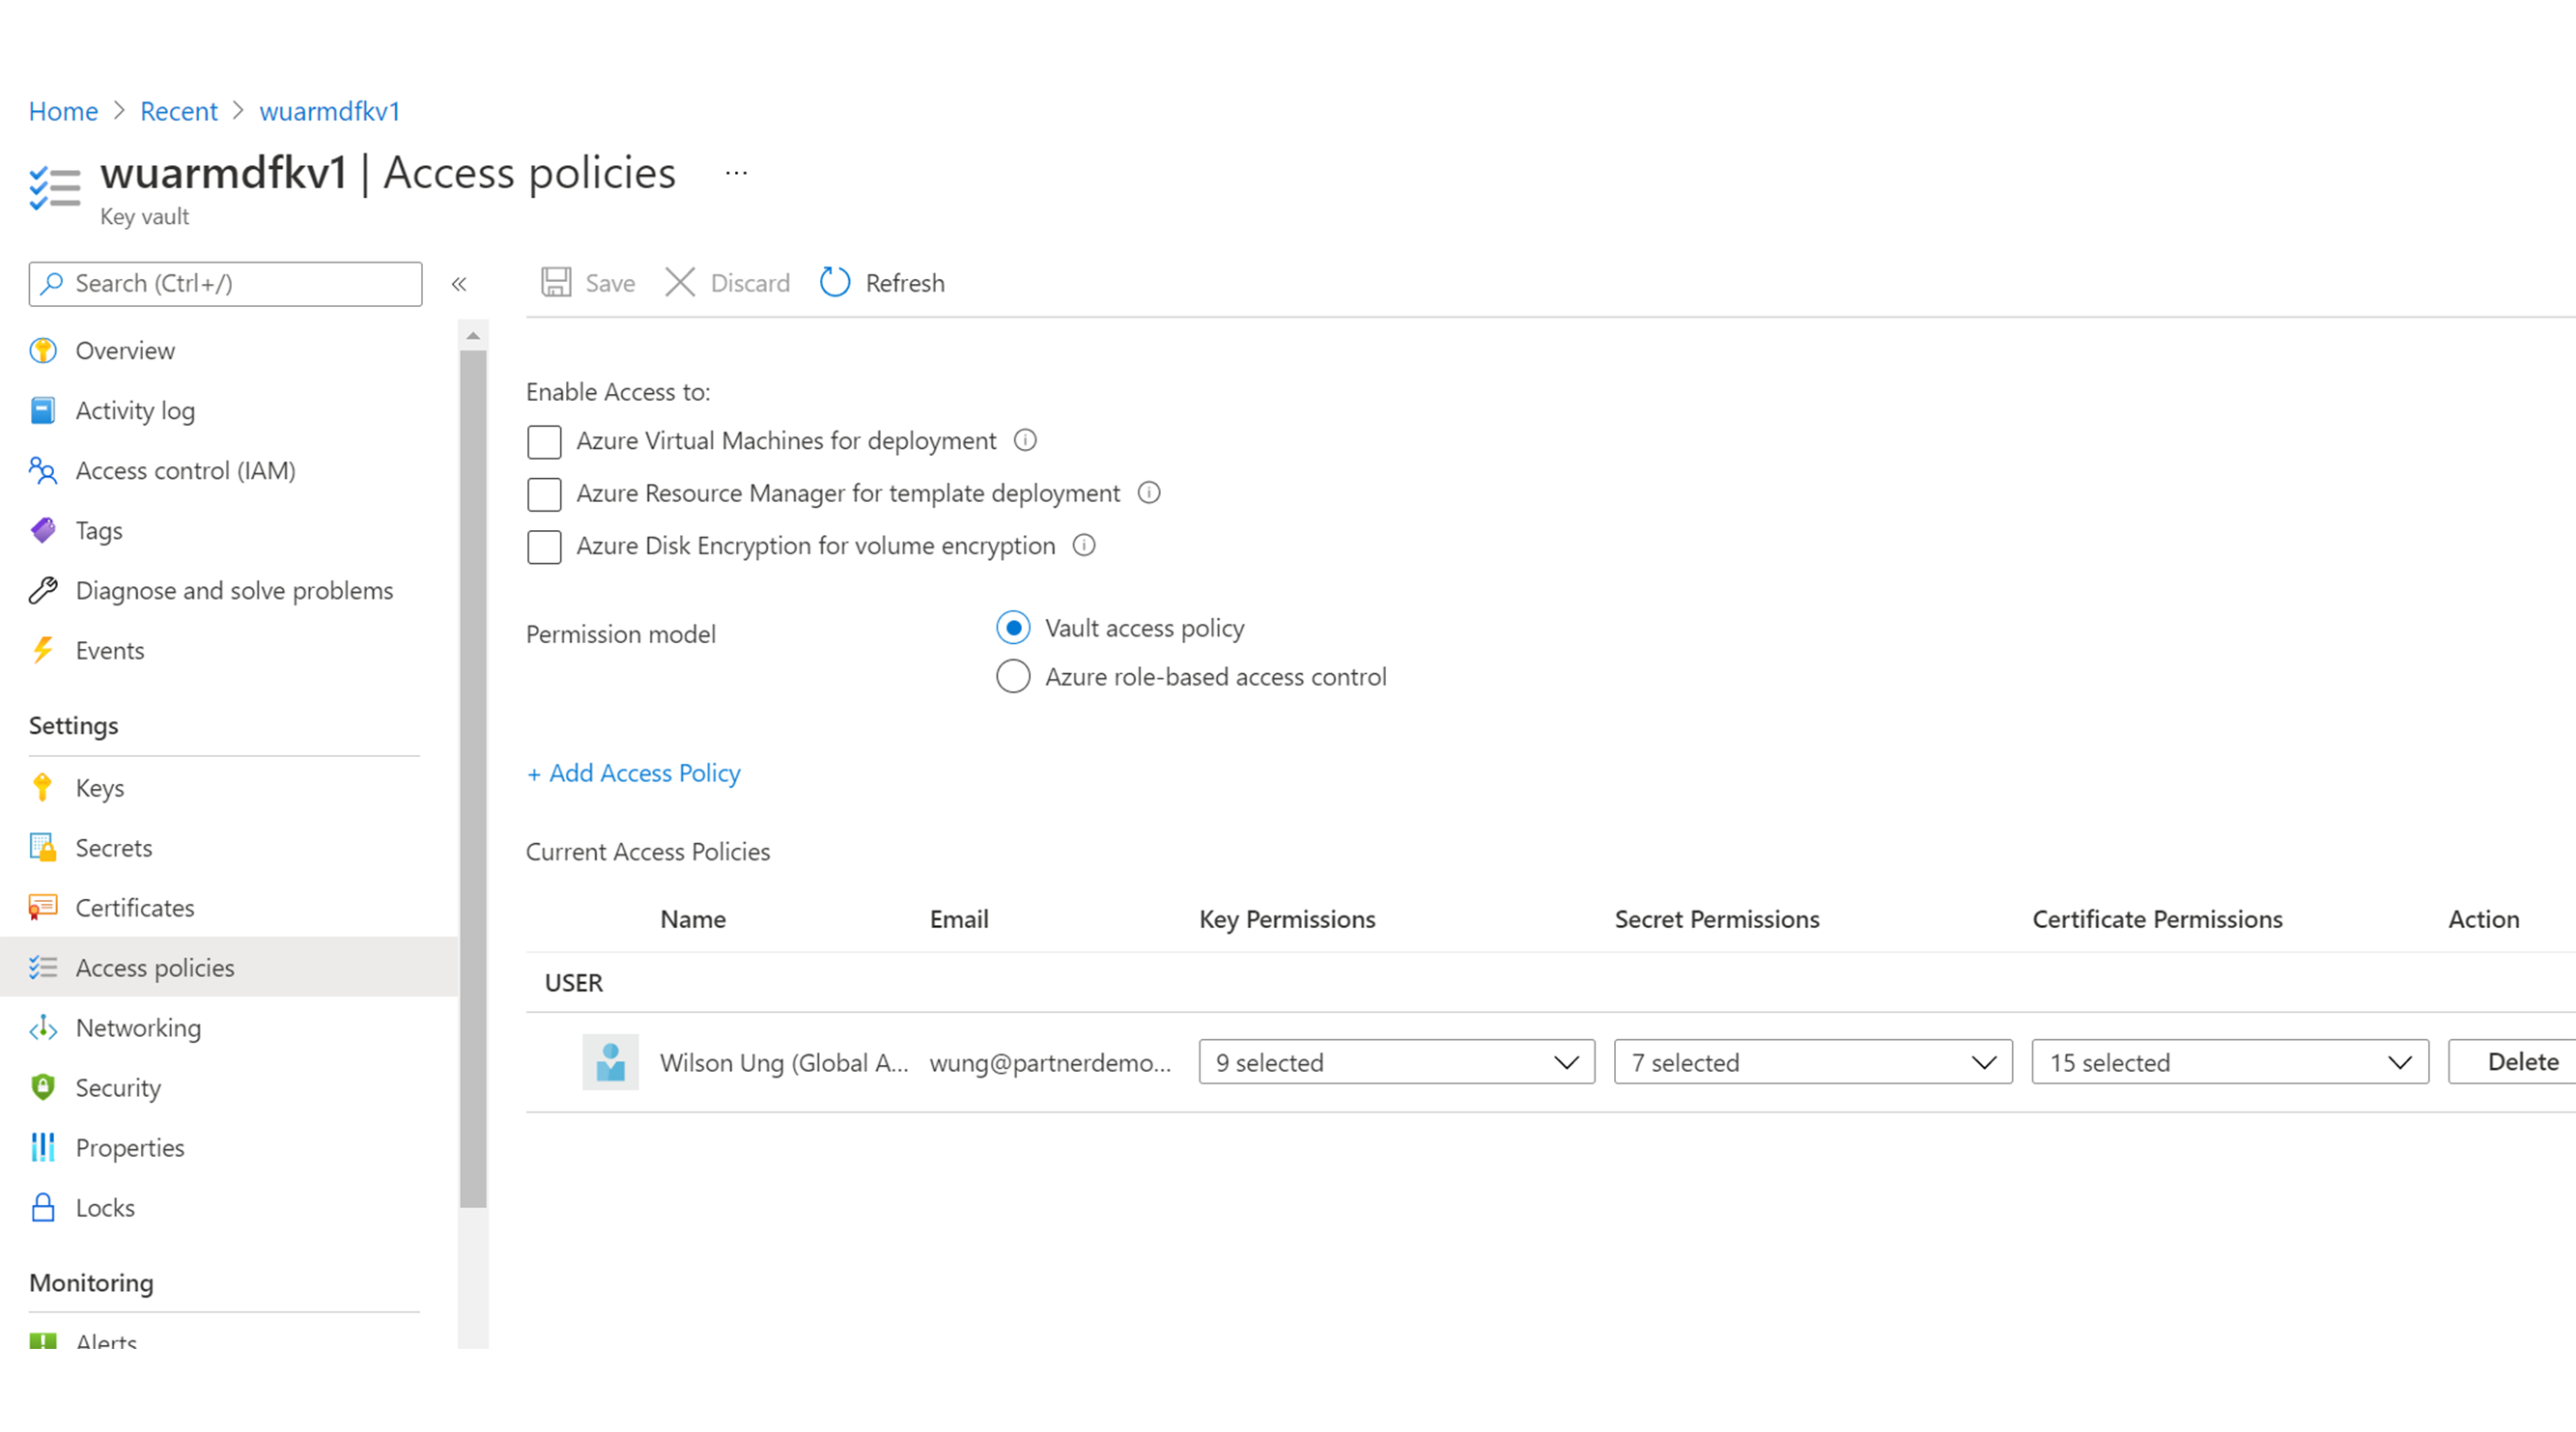 Home > Recent > wuarmdfkv1
wuarmdfkv1 | Access policies ...
Key vault
Search (Ctrl+/)
«
Overview
Activity log
Access control (IAM)
Tags
Diagnose and solve problems
Events
Settings
Keys
Secrets
Certificates
Access policies
Networking
Security
Properties
Locks
Monitoring
Alerts
Save Discard Refresh
Enable Access to:
Azure Virtual Machines for deployment
Azure Resource Manager for template deployment
Azure Disk Encryption for volume encryption
Permission model
Vault access policy
Azure role-based access control
+ Add Access Policy
Current Access Policies
Name Email Key Permissions Secret Permissions Certificate Permissions Action
USER
Wilson Ung (Global A... wung@partnerdemo... 9 selected 7 selected 15 selected Delete